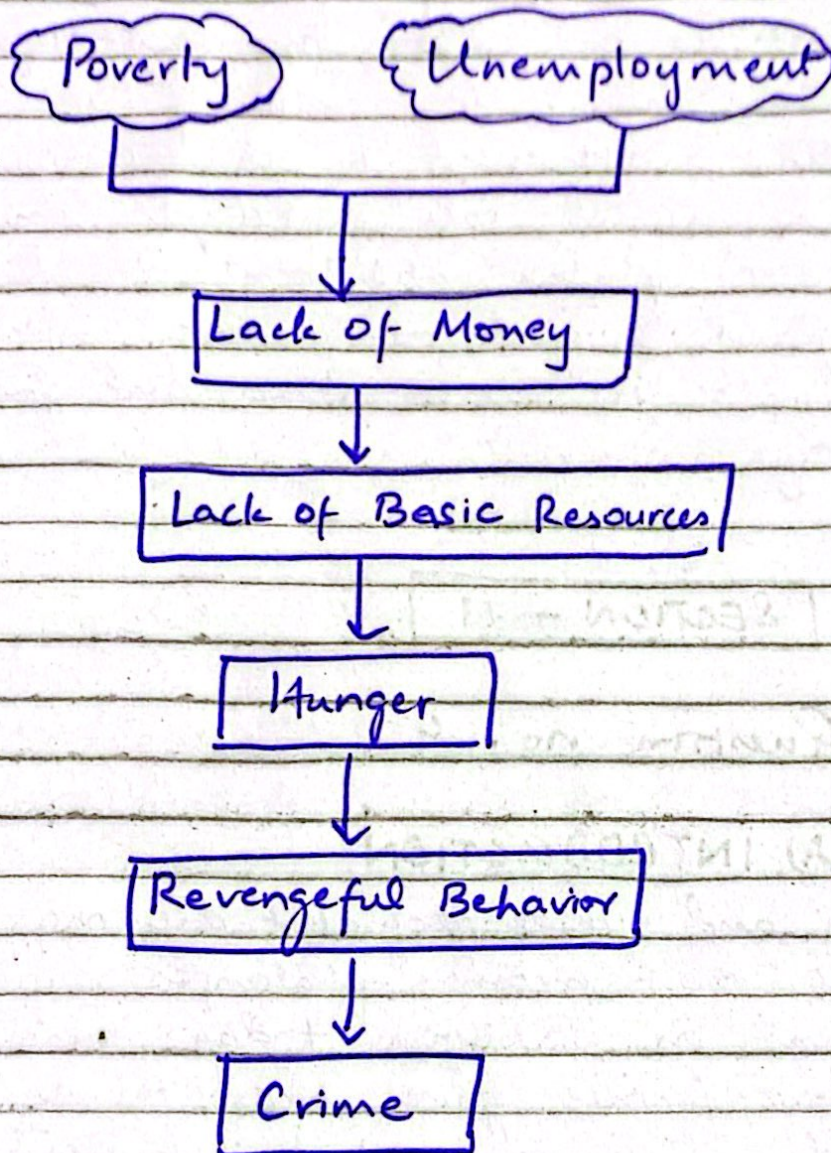 Poverty Unemployment
Lack of Money
Lack of Basic Resources
Hunger
Revengeful Behavior
Crime